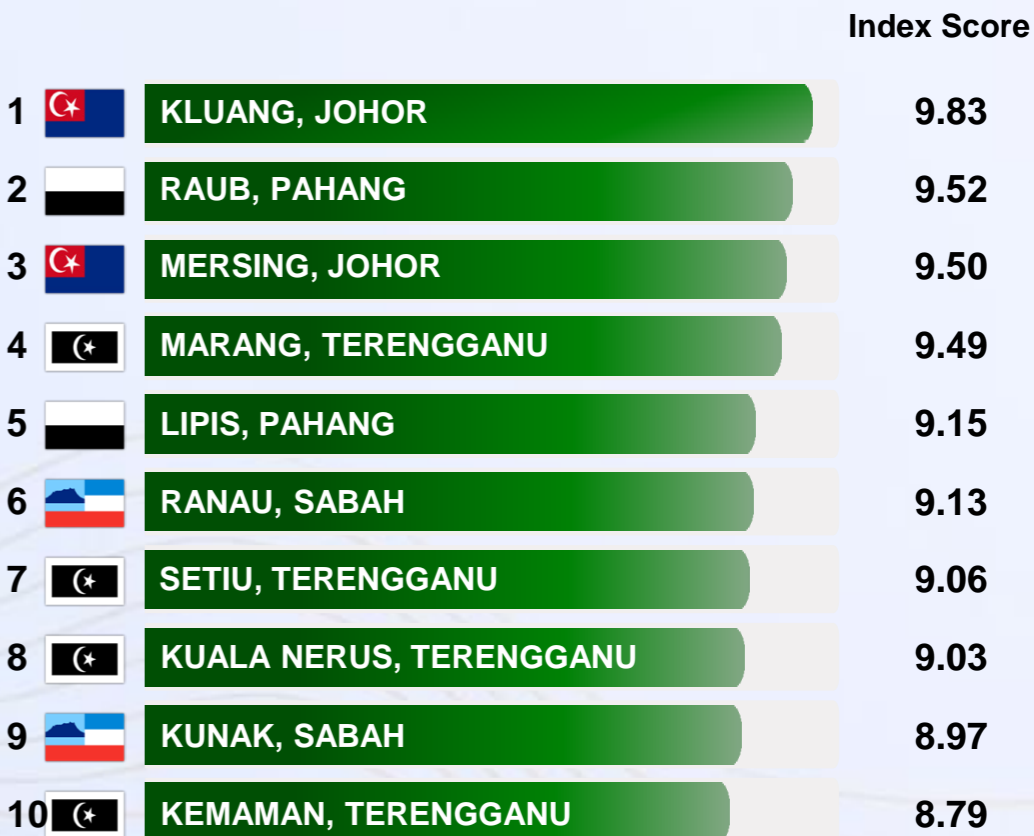 Index Score
1 KLUANG, JOHOR 9.83
2 RAUB, PAHANG 9.52
3 MERSING, JOHOR 9.50
4 MARANG, TERENGGANU 9.49
5 LIPIS, PAHANG 9.15
6 RANAU, SABAH 9.13
7 SETIU, TERENGGANU 9.06
8 KUALA NERUS, TERENGGANU 9.03
9 KUNAK, SABAH 8.97
10 KEMAMAN, TERENGGANU 8.79